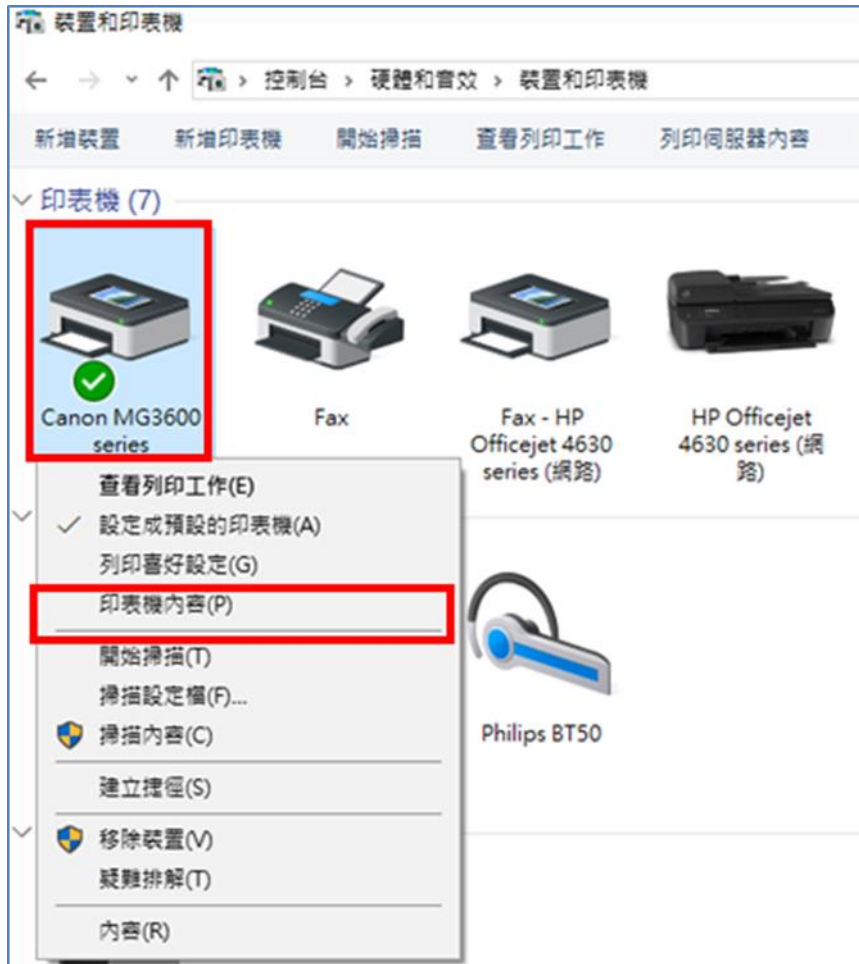 裝置和印表機
控制台 › 硬體和音效 › 裝置和印表機
新增裝置 新增印表機 開始掃描 查看列印工作 列印伺服器內容
印表機 (7)
Canon MG3600
series
Fax
Fax - HP
Officejet 4630
series (網路)
HP Officejet
4630 series (網
路)
查看列印工作(E)
設定成預設的印表機(A)
列印喜好設定(G)
印表機內容(P)
開始掃描(T)
掃描設定檔(F)...
掃描內容(C)
建立捷徑(S)
移除裝置(V)
疑難排解(T)
內容(R)
Philips BT50